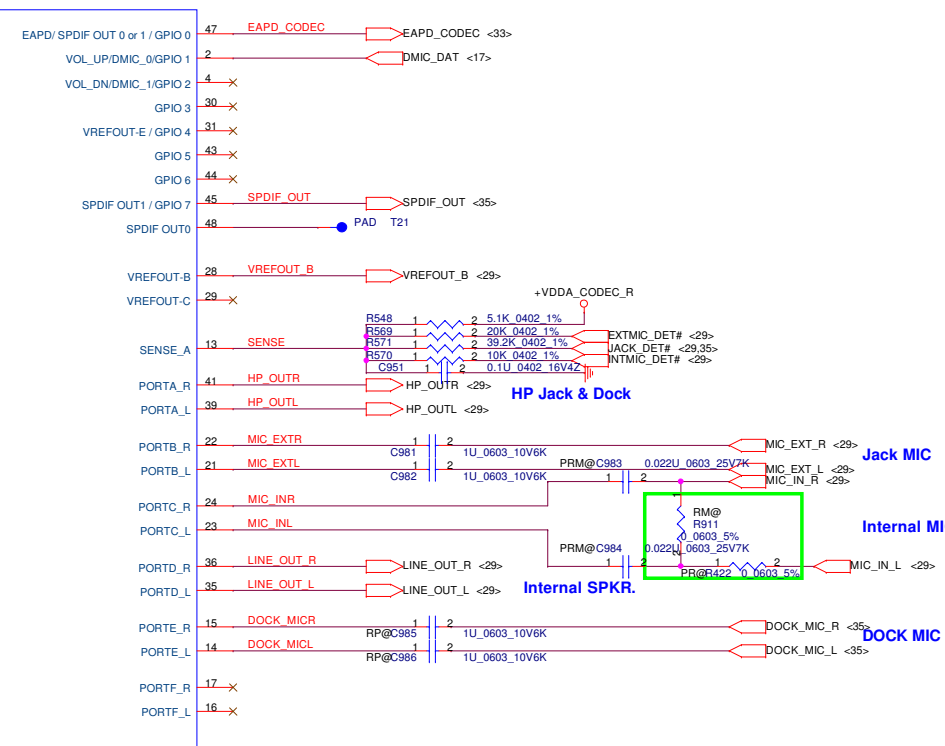 EAPD/ SPDIF OUT 0 or 1 / GPIO 0 47 EAPD_CODEC EAPD_CODEC <33>
VOL_UP/DMIC_0/GPIO 1 2 DMIC_DAT <17>
VOL_DN/DMIC_1/GPIO 2 4
GPIO 3 30
VREFOUT-E / GPIO 4 31
GPIO 5 43
GPIO 6 44
SPDIF OUT1 / GPIO 7 45 SPDIF_OUT SPDIF_OUT <35>
SPDIF OUT0 48 PAD T21
VREFOUT-B 28 VREFOUT_B VREFOUT_B <29>
VREFOUT-C 29
+VDDA_CODEC_R
R548 1 2 5.1K_0402_1%
R569 1 2 20K_0402_1% EXTMIC_DET# <29>
SENSE_A 13 SENSE R571 1 2 39.2K_0402_1% JACK_DET# <29,35>
R570 1 2 10K_0402_1% INTMIC_DET# <29>
C951 1 2 0.1U_0402_16V4Z
PORTA_R 41 HP_OUTR HP_OUTR <29>
HP Jack & Dock
PORTA_L 39 HP_OUTL HP_OUTL <29>
PORTB_R 22 MIC_EXTR 1 2 MIC_EXT_R <29>
C981 1U_0603_10V6K
Jack MIC
PORTB_L 21 MIC_EXTL 1 2 MIC_EXT_L <29>
C982 1U_0603_10V6K
PRM@C983 0.022U_0603_25V7K
1 2 MIC_IN_R <29>
PORTC_R 24 MIC_INR
1 RM@
R911
0_0603_5%
2
Internal MI
PORTC_L 23 MIC_INL
PRM@C984 0.022U_0603_25V7K
PORTD_R 36 LINE_OUT_R LINE_OUT_R <29> 1 2 1 2 MIC_IN_L <29>
PR@R422 0_0603_5%
PORTD_L 35 LINE_OUT_L LINE_OUT_L <29>
Internal SPKR.
PORTE_R 15 DOCK_MICR 1 2 DOCK_MIC_R <35>
RP@C985 1U_0603_10V6K
DOCK MIC
PORTE_L 14 DOCK_MICL 1 2 DOCK_MIC_L <35>
RP@C986 1U_0603_10V6K
PORTF_R 17
PORTF_L 16